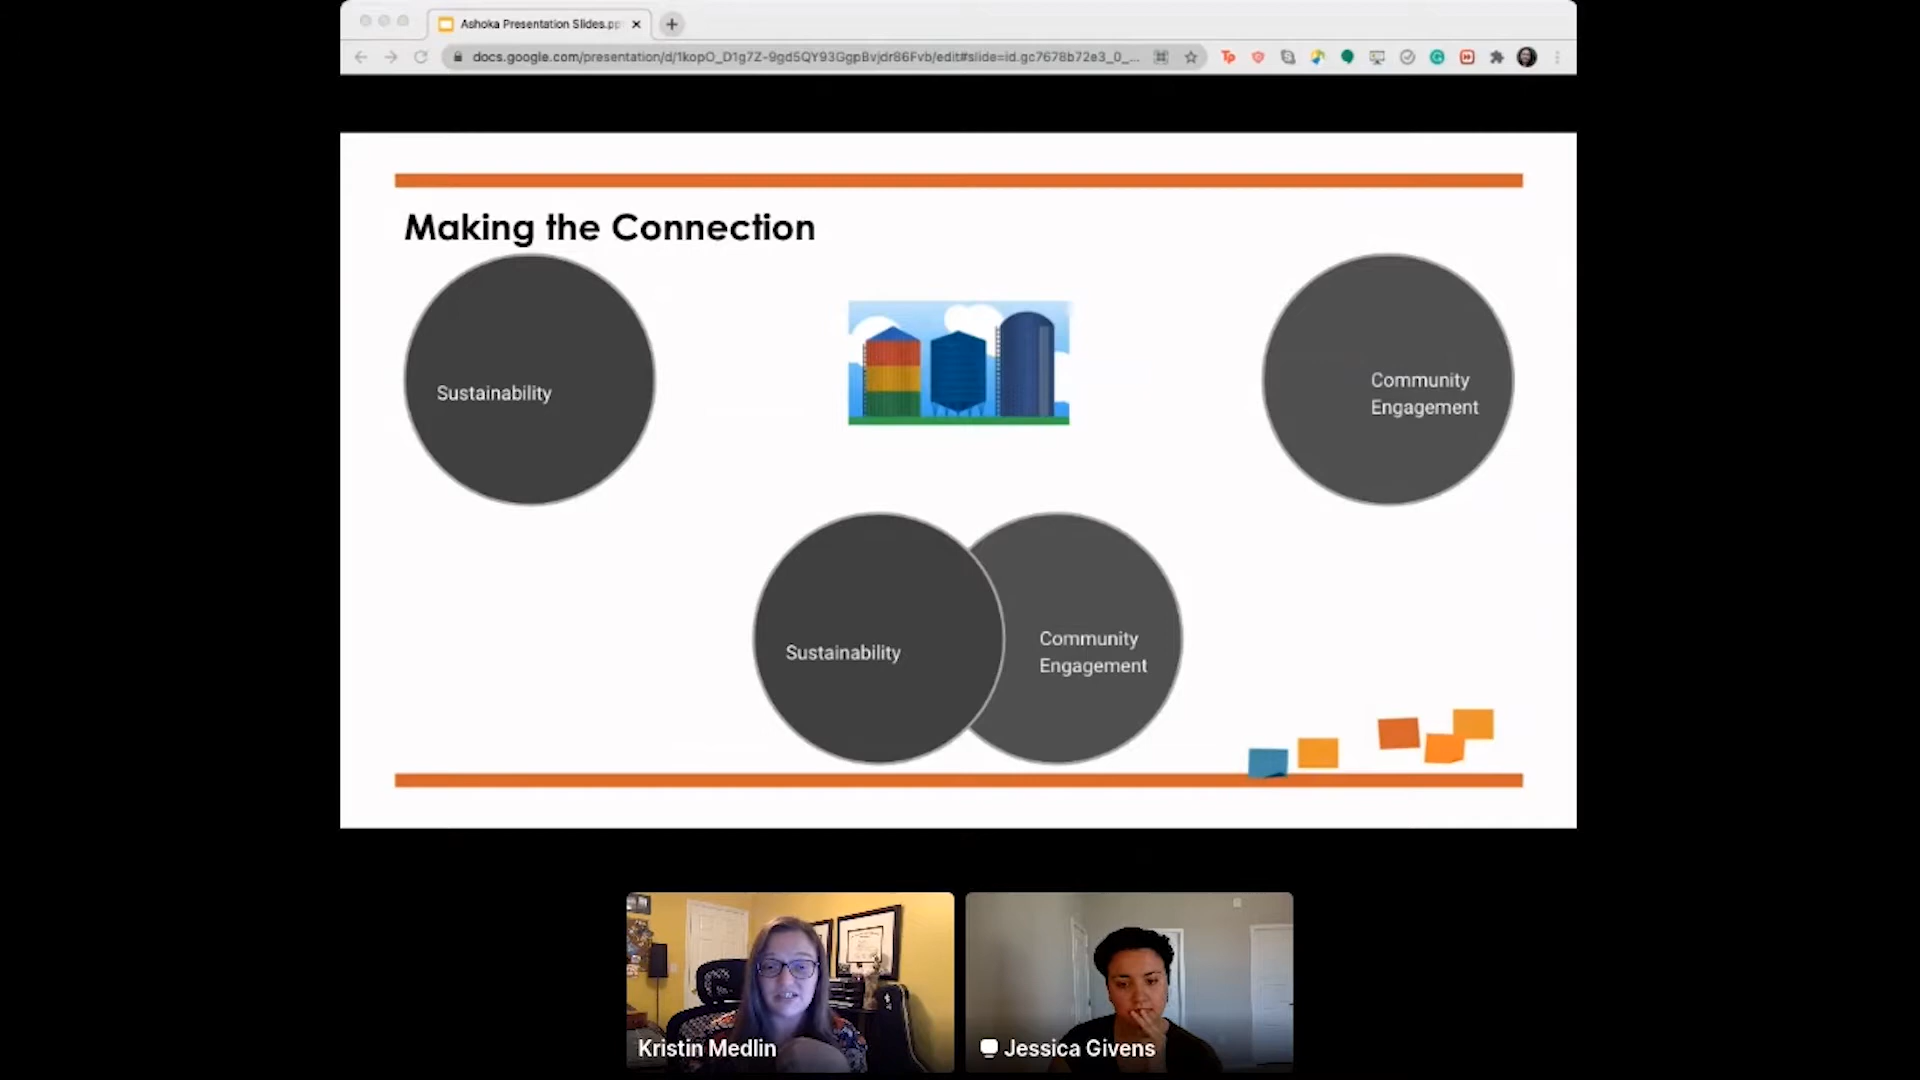 Ashoka Presentation Slides.pp
docs.google.com/presentation/d/1kopO_D1g7Z-9gd5QY93GgpBvjdr86Fvb/edit#slide=id.gc7678b72e3_0_...
Making the Connection
Sustainability
Community
Engagement
Sustainability
Community
Engagement
Kristin Medlin
Jessica Givens